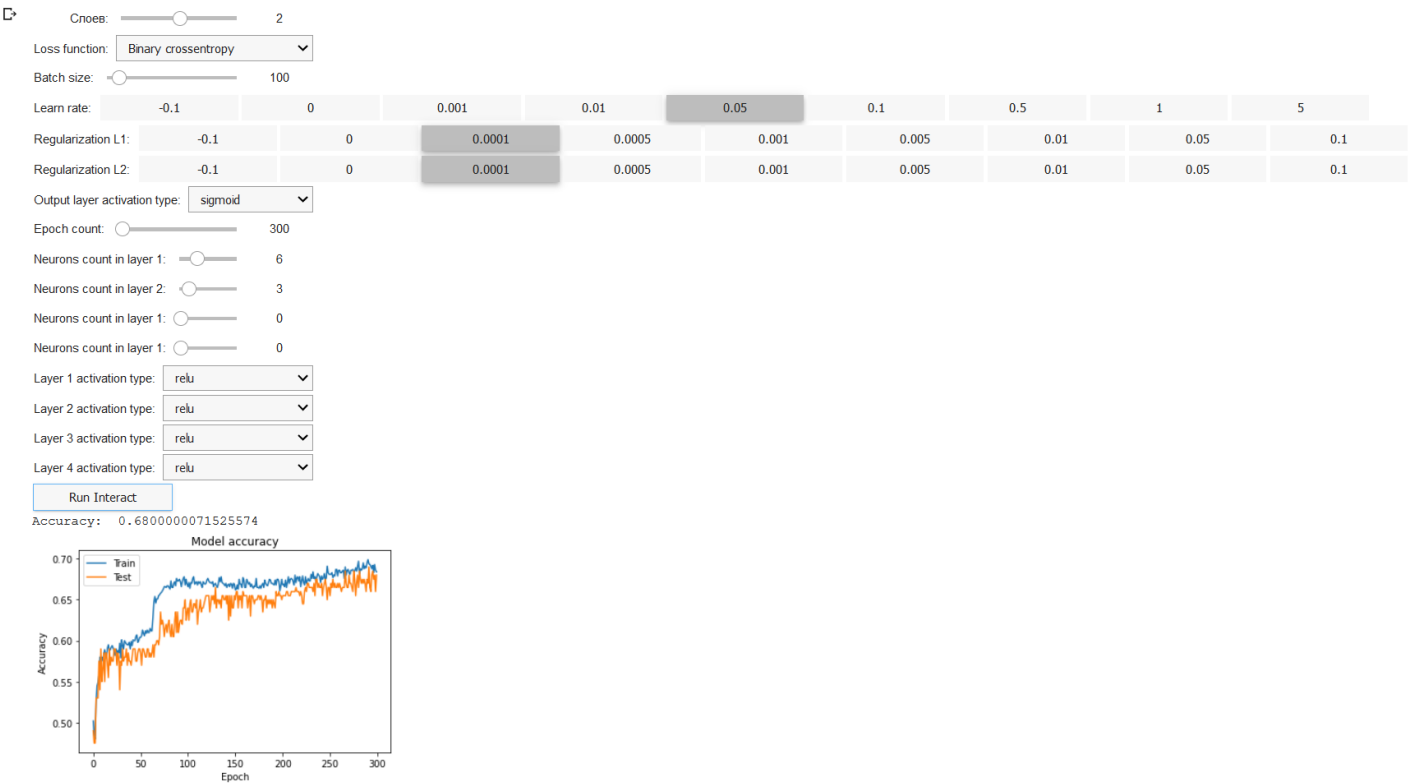 Слоев: 2
Loss function: Binary crossentropy
Batch size: 100
Learn rate: -0.1 0 0.001 0.01 0.05 0.1 0.5 1 5
Regularization L1: -0.1 0 0.0001 0.0005 0.001 0.005 0.01 0.05 0.1
Regularization L2: -0.1 0 0.0001 0.0005 0.001 0.005 0.01 0.05 0.1
Output layer activation type: sigmoid
Epoch count: 300
Neurons count in layer 1: 6
Neurons count in layer 2: 3
Neurons count in layer 1: 0
Neurons count in layer 1: 0
Layer 1 activation type: relu
Layer 2 activation type: relu
Layer 3 activation type: relu
Layer 4 activation type: relu
Run Interact
Accuracy: 0.6800000071525574
Model accuracy
Train
Test
0.70
0.65
0.60
0.55
0.50
Accuracy
0 50 100 150 200 250 300
Epoch